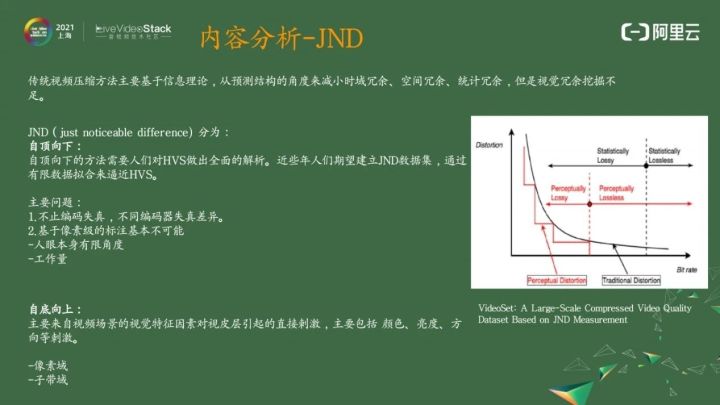 2021
上海
LiveVideoStack
音视频技术社区
内容分析-JND
阿里云
传统视频压缩方法主要基于信息理论，从预测结构的角度来减小时域冗余、空间冗余、统计冗余，但是视觉冗余挖掘不
足。
JND（just noticeable difference）分为：
自顶向下：
自顶向下的方法需要人们对HVS做出全面的解析。近些年人们期望建立JND数据集，通过
有限数据拟合来逼近HVS。
主要问题：
1.不止编码失真，不同编码器失真差异。
2.基于像素级的标注基本不可能
-人眼本身有限角度
-工作量
自底向上：
主要来自视频场景的视觉特征因素对视皮层引起的直接刺激，主要包括 颜色、亮度、方
向等刺激。
-像素域
-子带域
Distortion
Statistically
Lossy
Statistically
Lossless
Perceptually
Lossy
Perceptually
Lossless
Bit rate
Perceptual Distortion
Traditional Distortion
VideoSet: A Large-Scale Compressed Video Quality
Dataset Based on JND Measurement